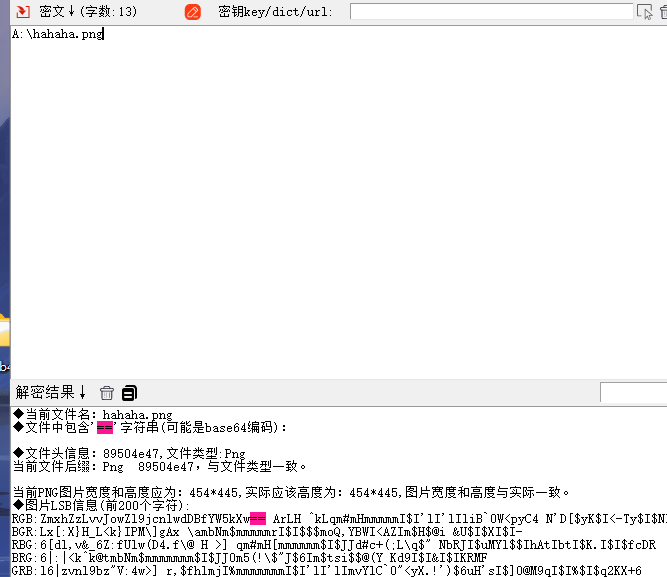 密文↓(字数:13) 密钥key/dict/url:
A:\hahaha.png
解密结果↓
◆当前文件名: hahaha.png
◆文件中包含'=='字符串(可能是base64编码):
◆文件头信息: 89504e47,文件类型:Png
当前文件后缀: Png 89504e47, 与文件类型一致。
当前PNG图片宽度和高度应为: 454*445,实际应该高度为: 454*445,图片宽度和高度与实际一致。
◆图片LSB信息(前200个字符):
RGB:ZmxhZzLvvJowZl9jcnlwdDBfYW5kXw== ArLH ^kLqm#mHmmmmmI$I'lI'lIliB`OW<pyC4 N'D[$yK$I<-Ty$I$N
BGR:Lx[:X}H_L<k}IPM\]gAx \ambNm$mmmmmrI$I$$$moQ,YBWI<AZIm$H$@i &U$I$XI$I-
RBG:6[dl,v&_6Z:fUlw(D4.f\@ H >] qm#mH[mmmmmm$I$JJd#c+(;L\q$" NbRJI$uMYl$$IhAtIbtI$K.I$I$fcDR
BRG:6|:|<k^k@tmbNm$mmmmmmm$I$JJOm5(!\$"J$6Im$tsi$$@(Y Kd9I$I&I$IKRMF
GRB:l6|zvnl9bz"V:4w>] r,$fhlmjI%mmmmmmmI$I'lI'lImvYlC`O"<yX.!')$6uH'sI$]O@M9qI$I%$I$q2KX+6